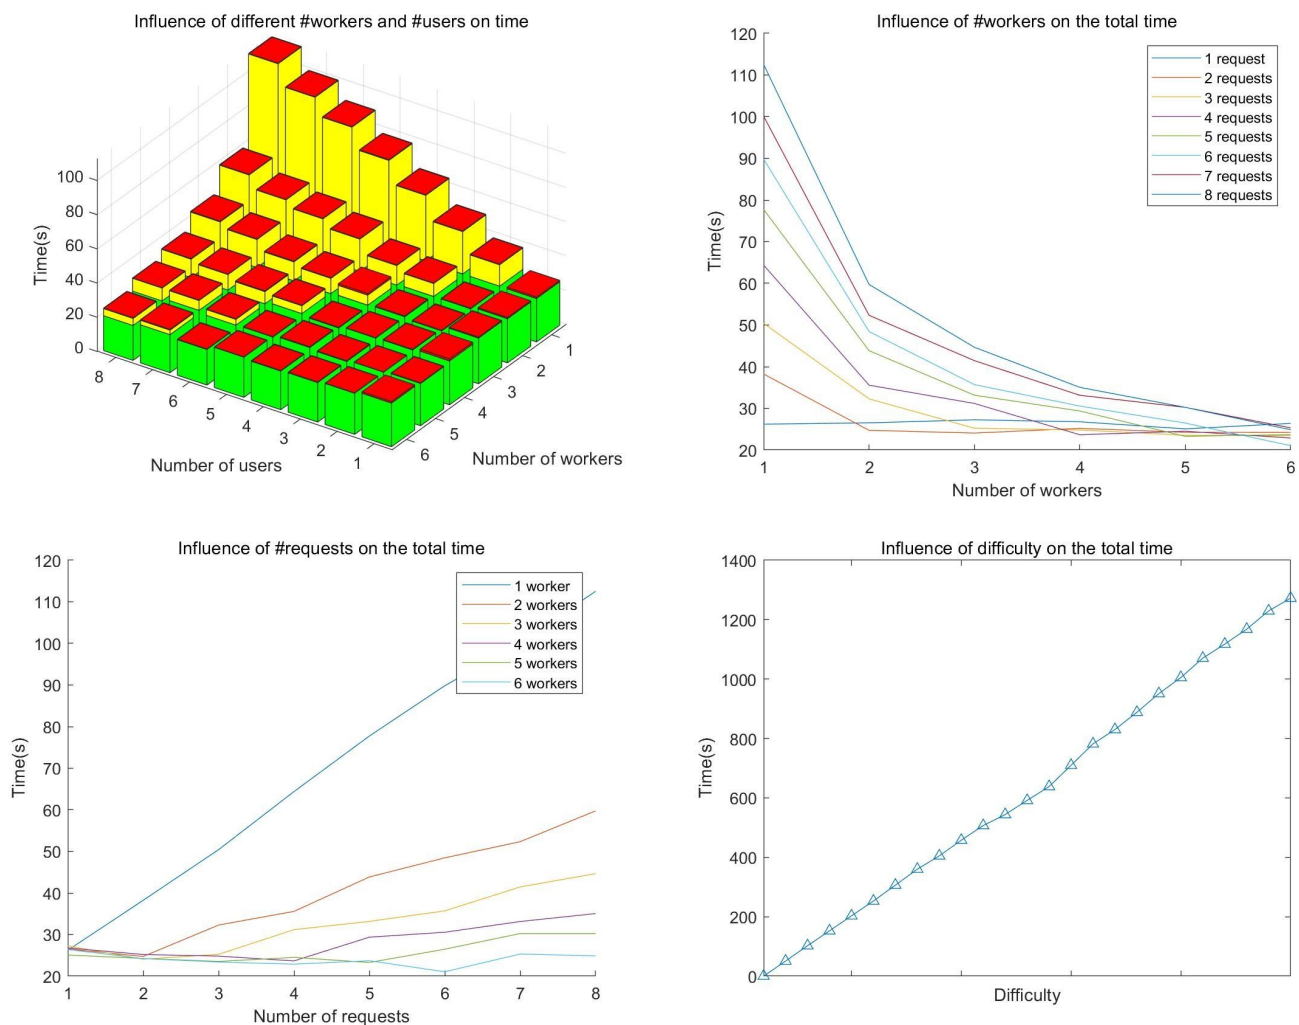 Influence of different #workers and #users on time
Time(s)
100
80
60
40
20
0
8
7
6
5
4
3
2
1
Number of users
1
2
3
4
5
6
Number of workers
Influence of #workers on the total time
Time(s)
120
110
100
90
80
70
60
50
40
30
20
1 request
2 requests
3 requests
4 requests
5 requests
6 requests
7 requests
8 requests
1 2 3 4 5 6
Number of workers
Influence of #requests on the total time
Time(s)
120
110
100
90
80
70
60
50
40
30
20
1 worker
2 workers
3 workers
4 workers
5 workers
6 workers
1 2 3 4 5 6 7 8
Number of requests
Influence of difficulty on the total time
Time(s)
1400
1200
1000
800
600
400
200
0
Difficulty